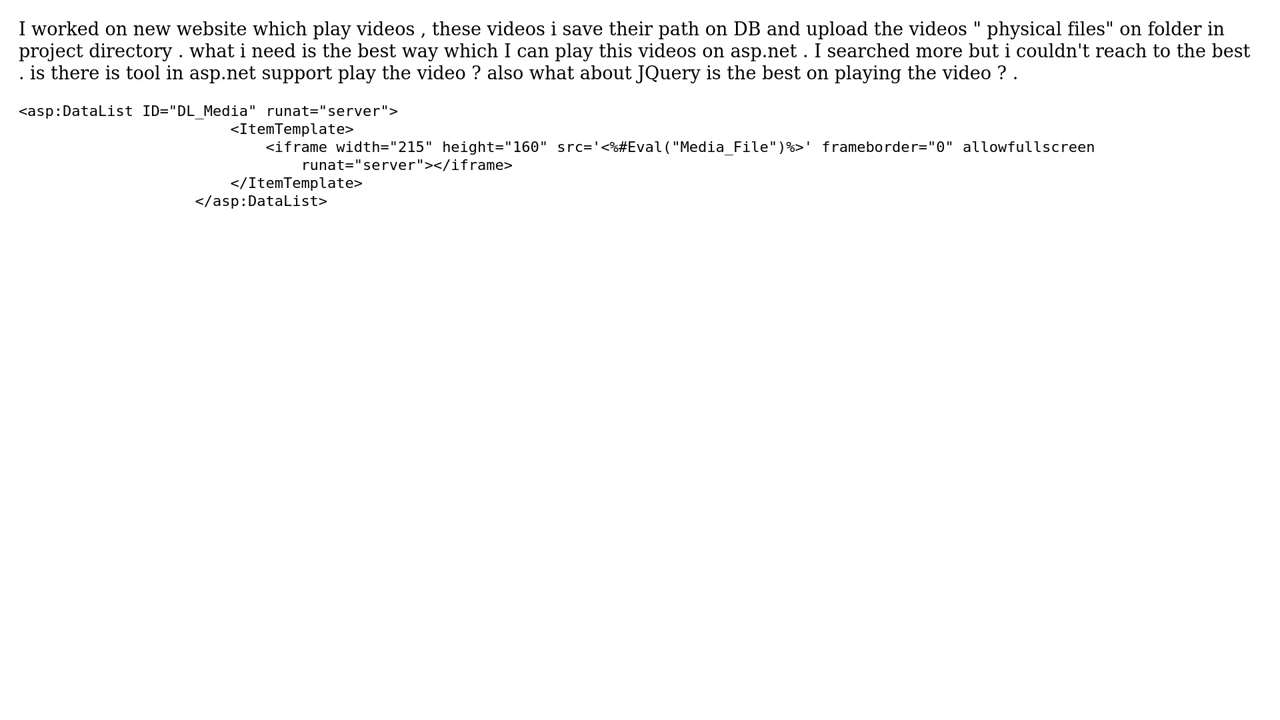 I worked on new website which play videos , these videos i save their path on DB and upload the videos " physical files" on folder in
project directory . what i need is the best way which I can play this videos on asp.net . I searched more but i couldn't reach to the best
. is there is tool in asp.net support play the video ? also what about JQuery is the best on playing the video ? .
<asp:DataList ID="DL_Media" runat="server">
                        <ItemTemplate>
                            <iframe width="215" height="160" src='<%#Eval("Media_File")%>' frameborder="0" allowfullscreen
                                runat="server"></iframe>
                        </ItemTemplate>
                    </asp:DataList>